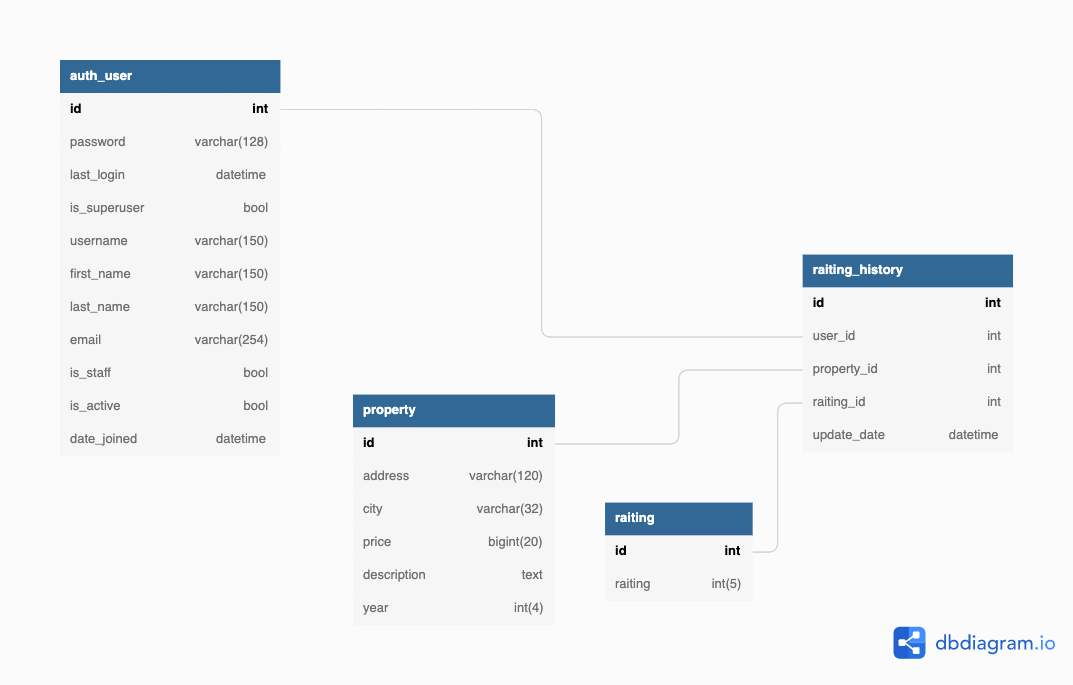 auth_user
id int
password varchar(128)
last_login datetime
is_superuser bool
username varchar(150)
first_name varchar(150)
last_name varchar(150)
email varchar(254)
is_staff bool
is_active bool
date_joined datetime
property
id int
address varchar(120)
city varchar(32)
price bigint(20)
description text
year int(4)
raiting
id int
raiting int(5)
raiting_history
id int
user_id int
property_id int
raiting_id int
update_date datetime
dbdiagram.io